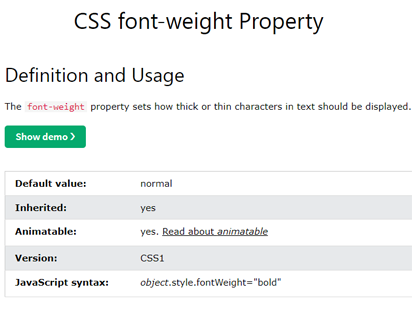 CSS font-weight Property
Definition and Usage
The font-weight property sets how thick or thin characters in text should be displayed.
Show demo ❯
Default value: normal
Inherited: yes
Animatable: yes. Read about animatable
Version: CSS1
JavaScript syntax: object.style.fontWeight="bold"